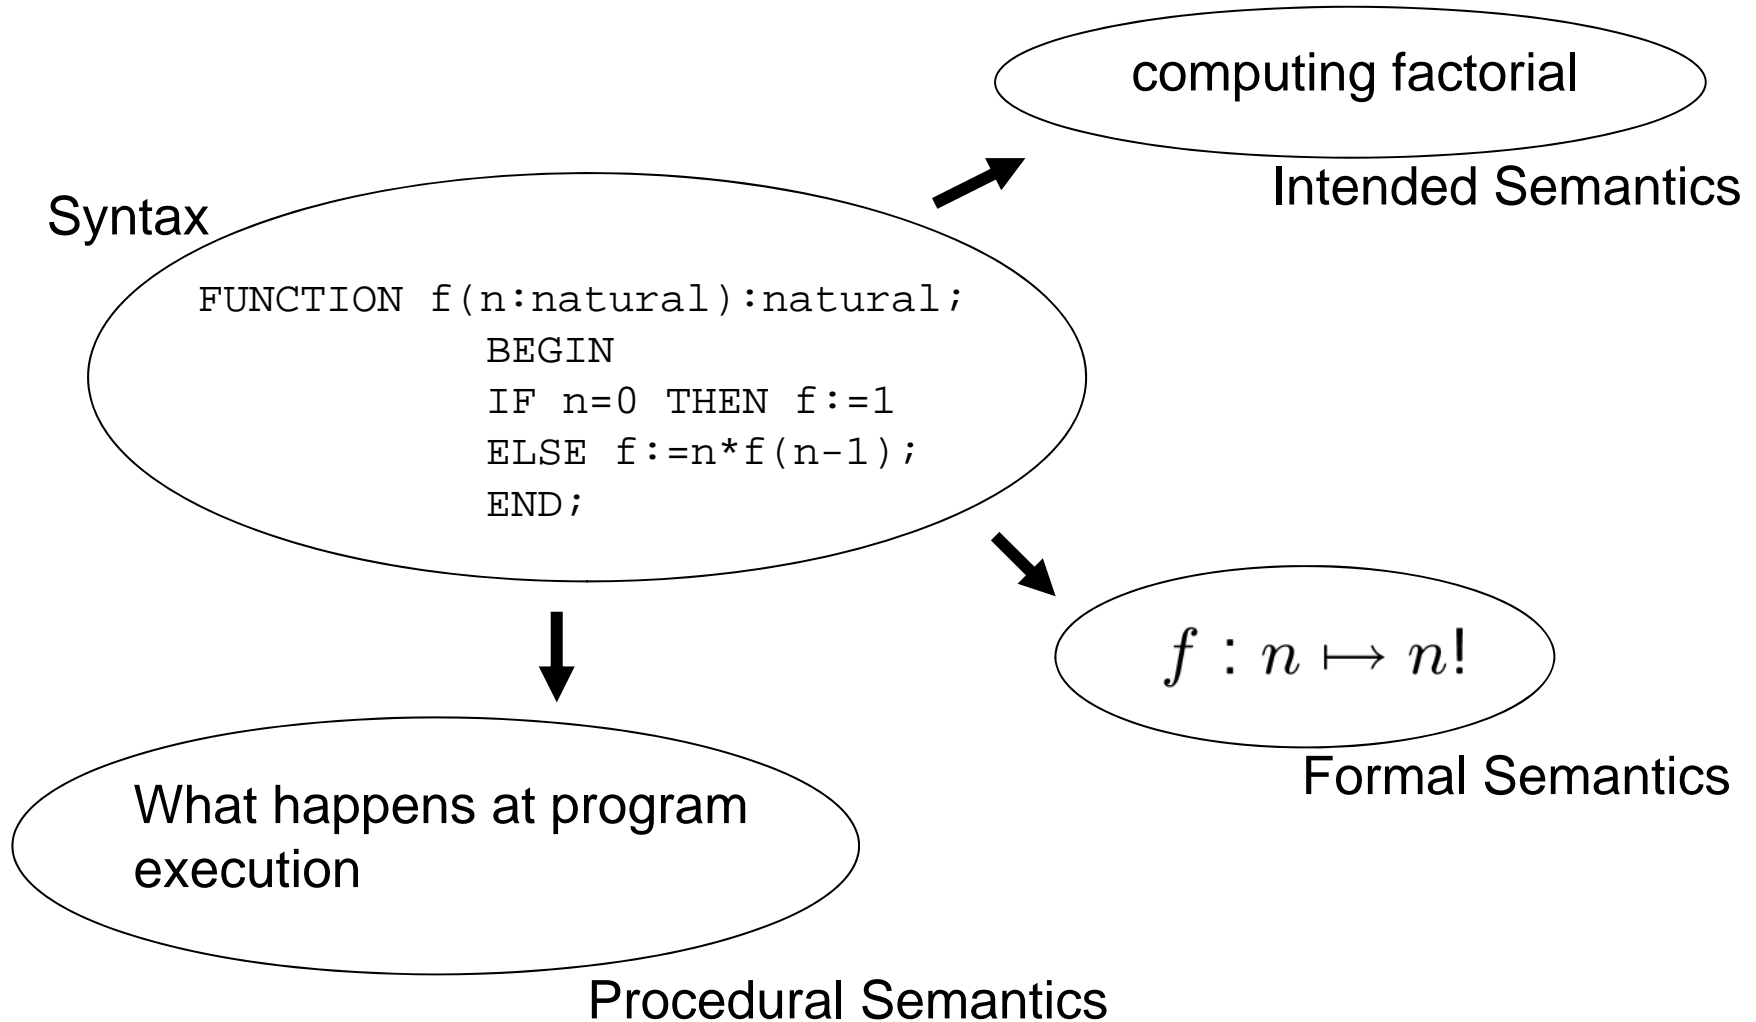 computing factorial
Intended Semantics
Syntax
FUNCTION f(n:natural):natural;
BEGIN
IF n=0 THEN f:=1
ELSE f:=n*f(n-1);
END;
f : n ↦ n!
Formal Semantics
What happens at program
execution
Procedural Semantics